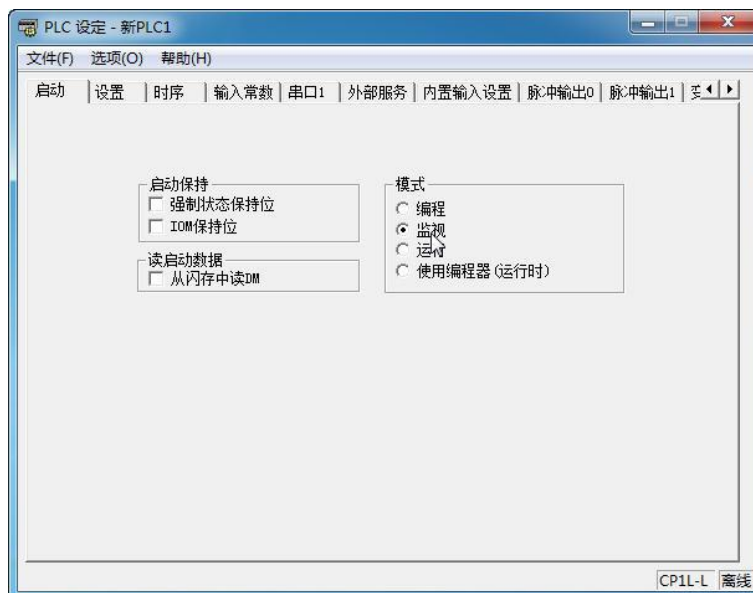 PLC 设定 - 新PLC1
文件(F) 选项(O) 帮助(H)
启动 设置 时序 输入常数 串口1 外部服务 内置输入设置 脉冲输出0 脉冲输出1
启动保持
强制状态保持位
IOM保持位
读启动数据
从闪存中读DM
模式
编程
监视
运行
使用编程器(运行时)
CP1L-L 离线